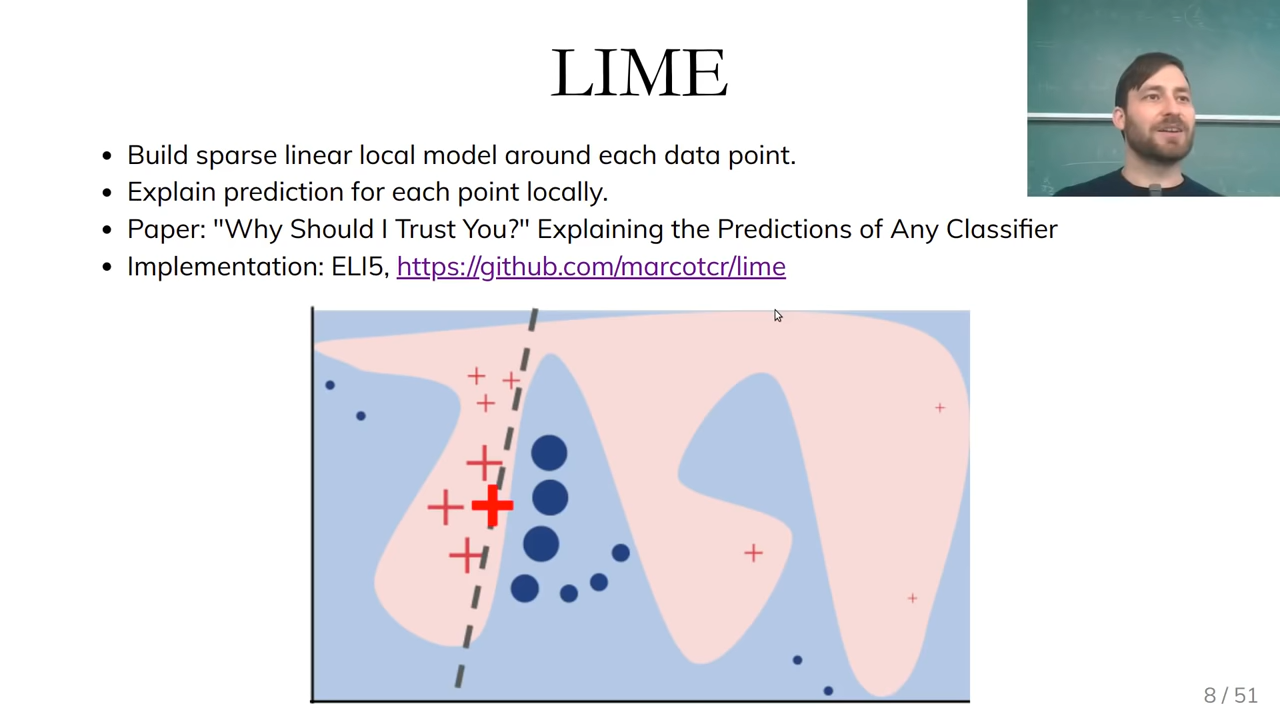 LIME
• Build sparse linear local model around each data point.
• Explain prediction for each point locally.
• Paper: "Why Should I Trust You?" Explaining the Predictions of Any Classifier
• Implementation: ELI5, https://github.com/marcotcr/lime
8 / 51